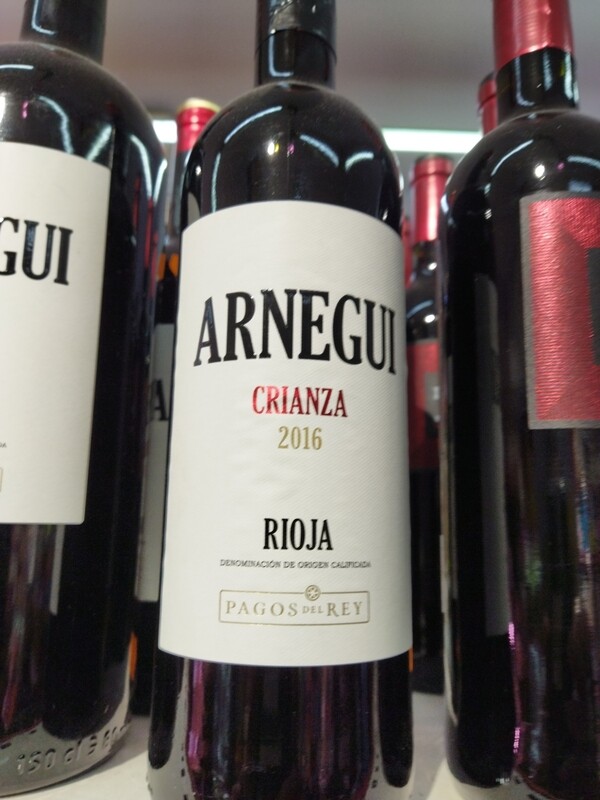 GUI
ARNEGUI
CRIANZA
2016
RIOJA
DENOMINACIÓN DE ORIGEN CALIFICADA
PAGOS DEL REY